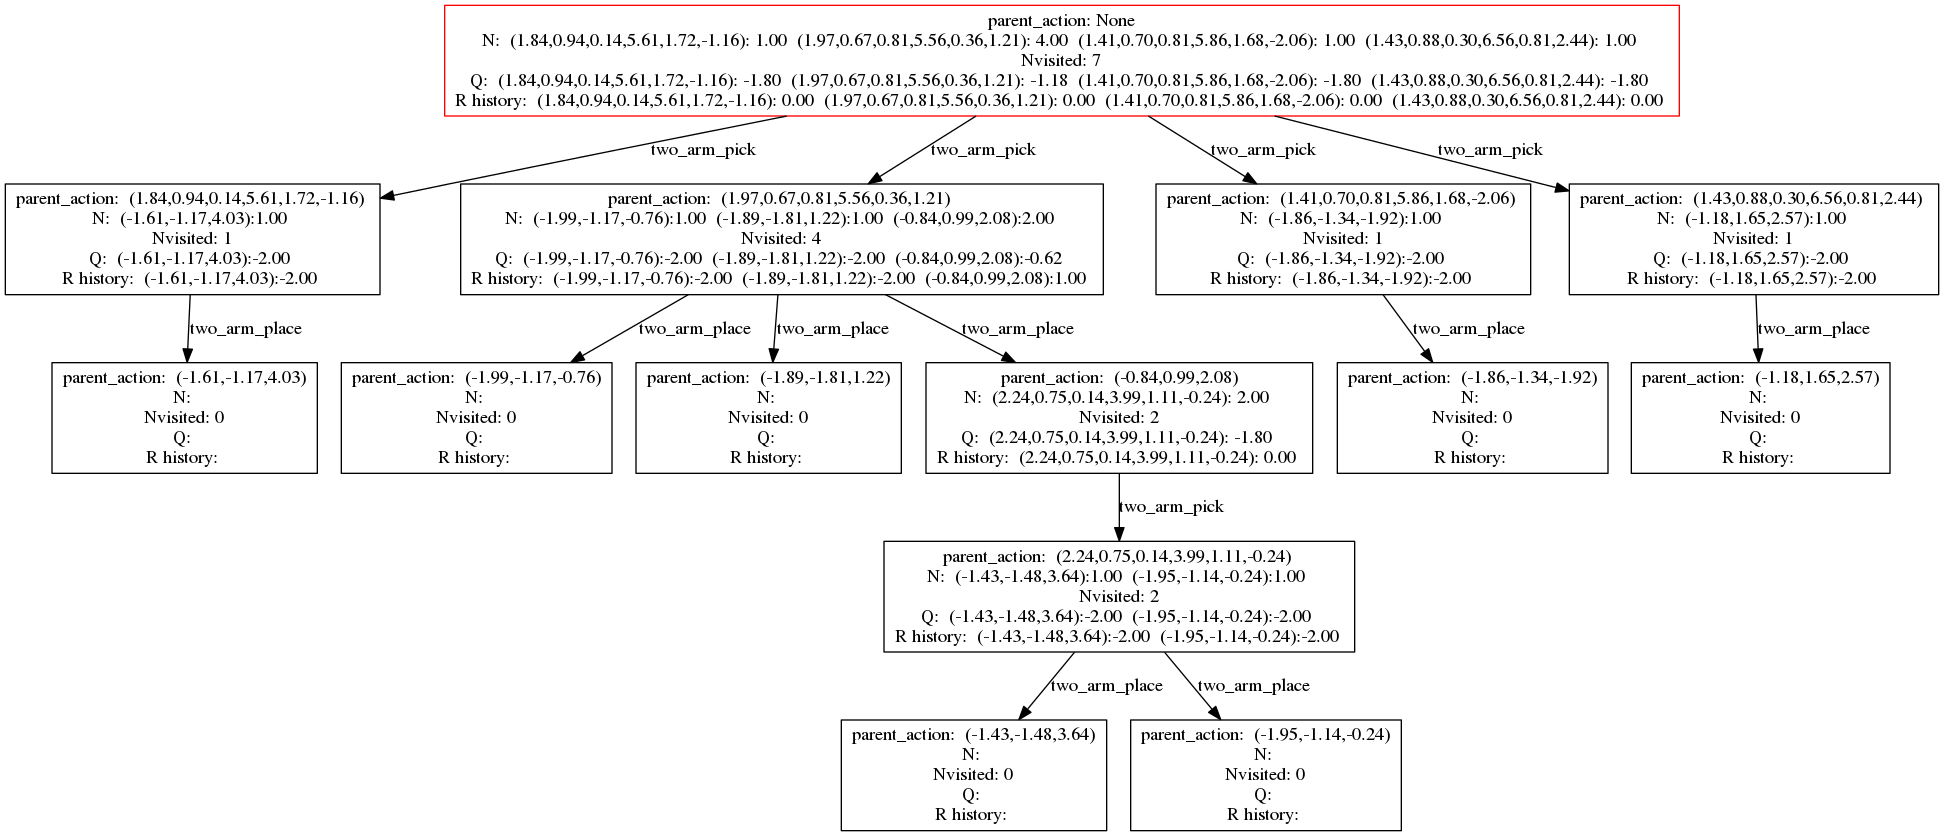 parent_action: None
N: (1.84,0.94,0.14,5.61,1.72,-1.16): 1.00 (1.97,0.67,0.81,5.56,0.36,1.21): 4.00 (1.41,0.70,0.81,5.86,1.68,-2.06): 1.00 (1.43,0.88,0.30,6.56,0.81,2.44): 1.00
Nvisited: 7
Q: (1.84,0.94,0.14,5.61,1.72,-1.16): -1.80 (1.97,0.67,0.81,5.56,0.36,1.21): -1.18 (1.41,0.70,0.81,5.86,1.68,-2.06): -1.80 (1.43,0.88,0.30,6.56,0.81,2.44): -1.80
R history: (1.84,0.94,0.14,5.61,1.72,-1.16): 0.00 (1.97,0.67,0.81,5.56,0.36,1.21): 0.00 (1.41,0.70,0.81,5.86,1.68,-2.06): 0.00 (1.43,0.88,0.30,6.56,0.81,2.44): 0.00
two_arm_pick
two_arm_pick
two_arm_pick
two_arm_pick
parent_action: (1.84,0.94,0.14,5.61,1.72,-1.16)
N: (-1.61,-1.17,4.03):1.00
Nvisited: 1
Q: (-1.61,-1.17,4.03):-2.00
R history: (-1.61,-1.17,4.03):-2.00
parent_action: (1.97,0.67,0.81,5.56,0.36,1.21)
N: (-1.99,-1.17,-0.76):1.00 (-1.89,-1.81,1.22):1.00 (-0.84,0.99,2.08):2.00
Nvisited: 4
Q: (-1.99,-1.17,-0.76):-2.00 (-1.89,-1.81,1.22):-2.00 (-0.84,0.99,2.08):-0.62
R history: (-1.99,-1.17,-0.76):-2.00 (-1.89,-1.81,1.22):-2.00 (-0.84,0.99,2.08):1.00
parent_action: (1.41,0.70,0.81,5.86,1.68,-2.06)
N: (-1.86,-1.34,-1.92):1.00
Nvisited: 1
Q: (-1.86,-1.34,-1.92):-2.00
R history: (-1.86,-1.34,-1.92):-2.00
parent_action: (1.43,0.88,0.30,6.56,0.81,2.44)
N: (-1.18,1.65,2.57):1.00
Nvisited: 1
Q: (-1.18,1.65,2.57):-2.00
R history: (-1.18,1.65,2.57):-2.00
two_arm_place
two_arm_place
two_arm_place
two_arm_place
two_arm_place
two_arm_place
parent_action: (-1.61,-1.17,4.03)
N:
Nvisited: 0
Q:
R history:
parent_action: (-1.99,-1.17,-0.76)
N:
Nvisited: 0
Q:
R history:
parent_action: (-1.89,-1.81,1.22)
N:
Nvisited: 0
Q:
R history:
parent_action: (-0.84,0.99,2.08)
N: (2.24,0.75,0.14,3.99,1.11,-0.24): 2.00
Nvisited: 2
Q: (2.24,0.75,0.14,3.99,1.11,-0.24): -1.80
R history: (2.24,0.75,0.14,3.99,1.11,-0.24): 0.00
parent_action: (-1.86,-1.34,-1.92)
N:
Nvisited: 0
Q:
R history:
parent_action: (-1.18,1.65,2.57)
N:
Nvisited: 0
Q:
R history:
two_arm_pick
parent_action: (2.24,0.75,0.14,3.99,1.11,-0.24)
N: (-1.43,-1.48,3.64):1.00 (-1.95,-1.14,-0.24):1.00
Nvisited: 2
Q: (-1.43,-1.48,3.64):-2.00 (-1.95,-1.14,-0.24):-2.00
R history: (-1.43,-1.48,3.64):-2.00 (-1.95,-1.14,-0.24):-2.00
two_arm_place
two_arm_place
parent_action: (-1.43,-1.48,3.64)
N:
Nvisited: 0
Q:
R history:
parent_action: (-1.95,-1.14,-0.24)
N:
Nvisited: 0
Q:
R history: